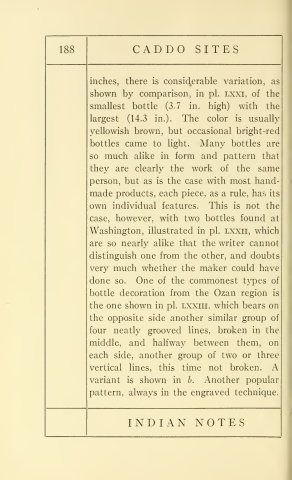 188
CADDO SITES
inches, there is considerable variation, as
shown by comparison, in pl. LXXI, of the
smallest bottle (3.7 in. high) with the
largest (14.3 in.). The color is usually
yellowish brown, but occasional bright-red
bottles came to light. Many bottles are
so much alike in form and pattern that
they are clearly the work of the same
person, but as is the case with most hand-
made products, each piece, as a rule, has its
own individual features. This is not the
case, however, with two bottles found at
Washington, illustrated in pl. LXXII, which
are so nearly alike that the writer cannot
distinguish one from the other, and doubts
very much whether the maker could have
done so. One of the commonest types of
bottle decoration from the Ozan region is
the one shown in pl. LXXIII. which bears on
the opposite side another similar group of
four neatly grooved lines, broken in the
middle, and halfway between them, on
each side, another group of two or three
vertical lines, this time not broken. A
variant is shown in b. Another popular
pattern, always in the engraved technique.
INDIAN NOTES